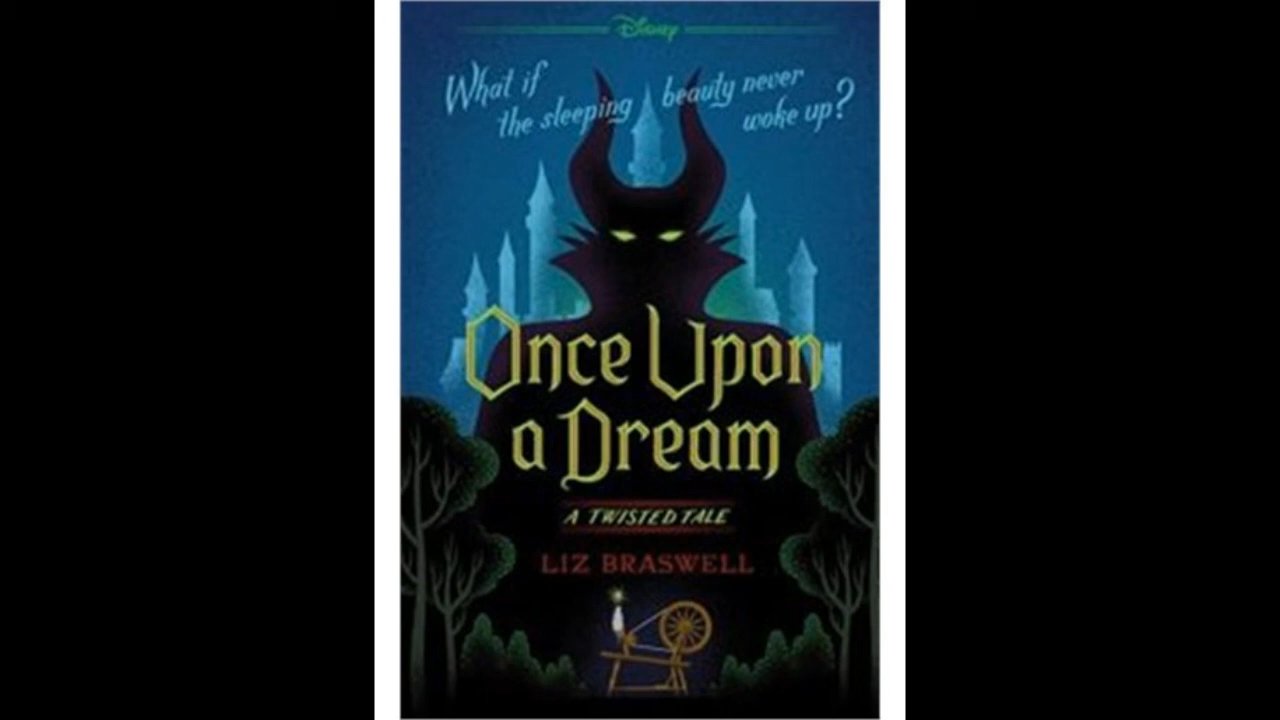 Disney
What if
the sleeping
beauty never
woke up?
Once Upon
a Dream
A TWISTED TALE
LIZ BRASWELL